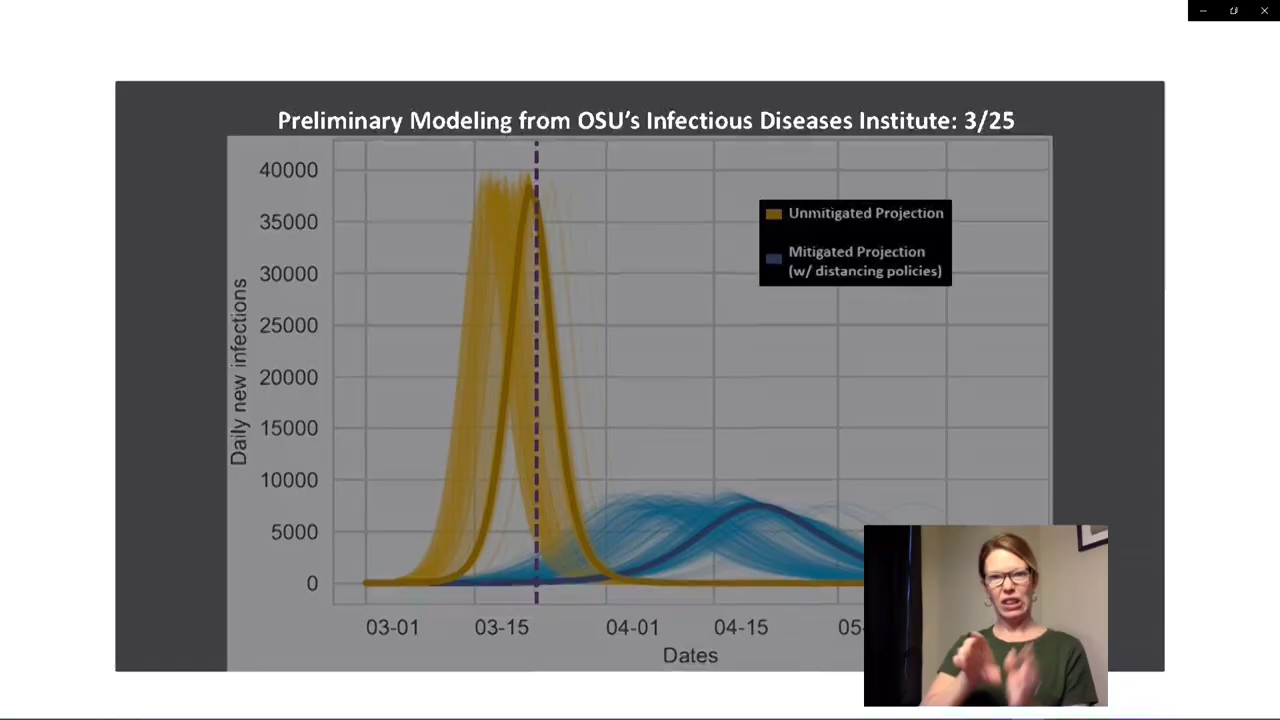 Preliminary Modeling from OSU's Infectious Diseases Institute: 3/25
40000
35000
30000
25000
20000
15000
10000
5000
0
Daily new infections
Unmitigated Projection
Mitigated Projection
(w/ distancing policies)
03-01 03-15 04-01 04-15 05-
Dates